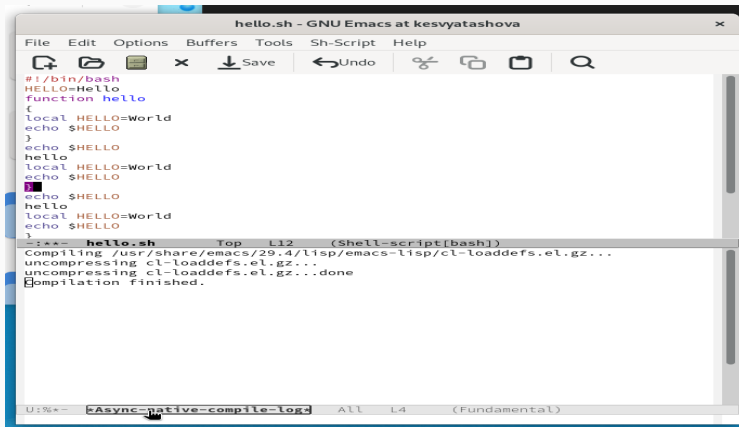 hello.sh - GNU Emacs at kesvyatashova ×
File Edit Options Buffers Tools Sh-Script Help
Save Undo
#!/bin/bash
HELLO=Hello
function hello
{
local HELLO=World
echo $HELLO
}
echo $HELLO
hello
local HELLO=World
echo $HELLO
}
echo $HELLO
hello
local HELLO=World
echo $HELLO
}
-:**- hello.sh Top L12 (Shell-script[bash])
Compiling /usr/share/emacs/29.4/lisp/emacs-lisp/cl-loaddefs.el.gz...
uncompressing cl-loaddefs.el.gz...
uncompressing cl-loaddefs.el.gz...done
Compilation finished.
U:%*- *Async-native-compile-log* All L4 (Fundamental)